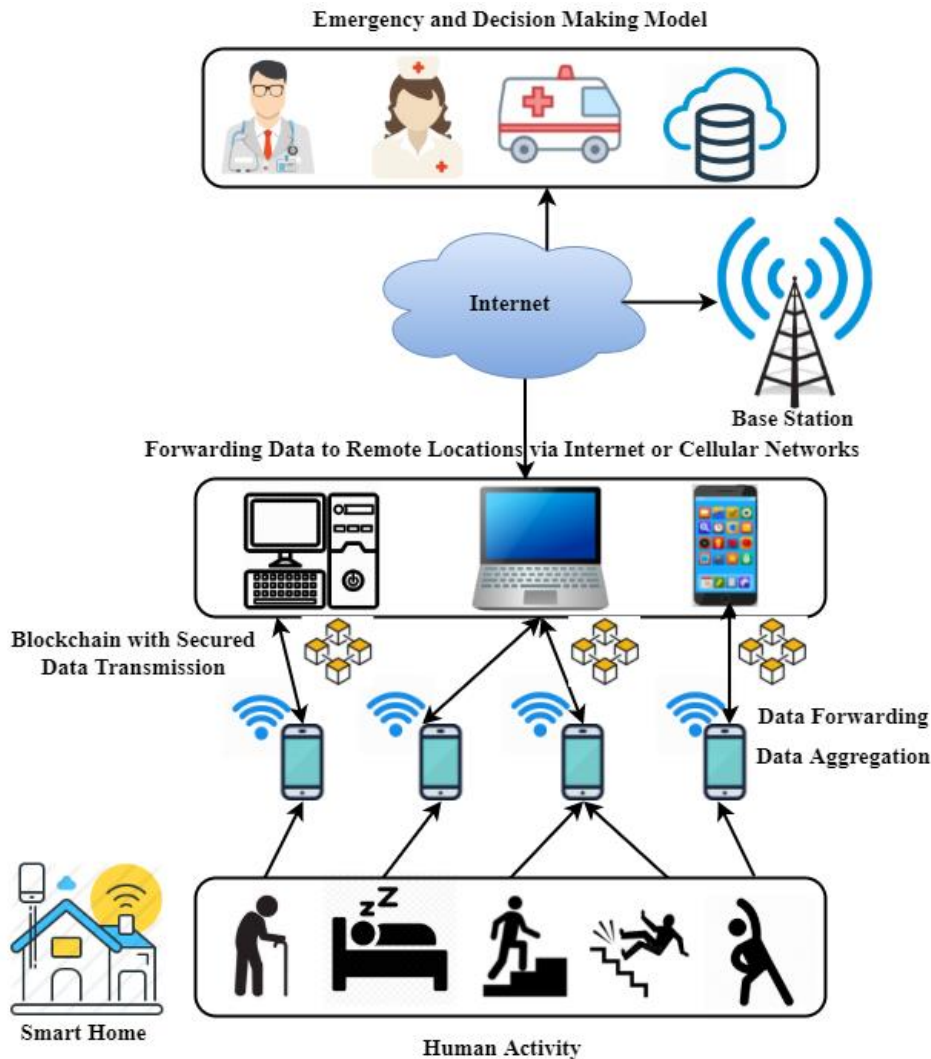 Emergency and Decision Making Model
Internet
Base Station
Forwarding Data to Remote Locations via Internet or Cellular Networks
Blockchain with Secured
Data Transmission
Data Forwarding
Data Aggregation
z Z Z
Smart Home
Human Activity